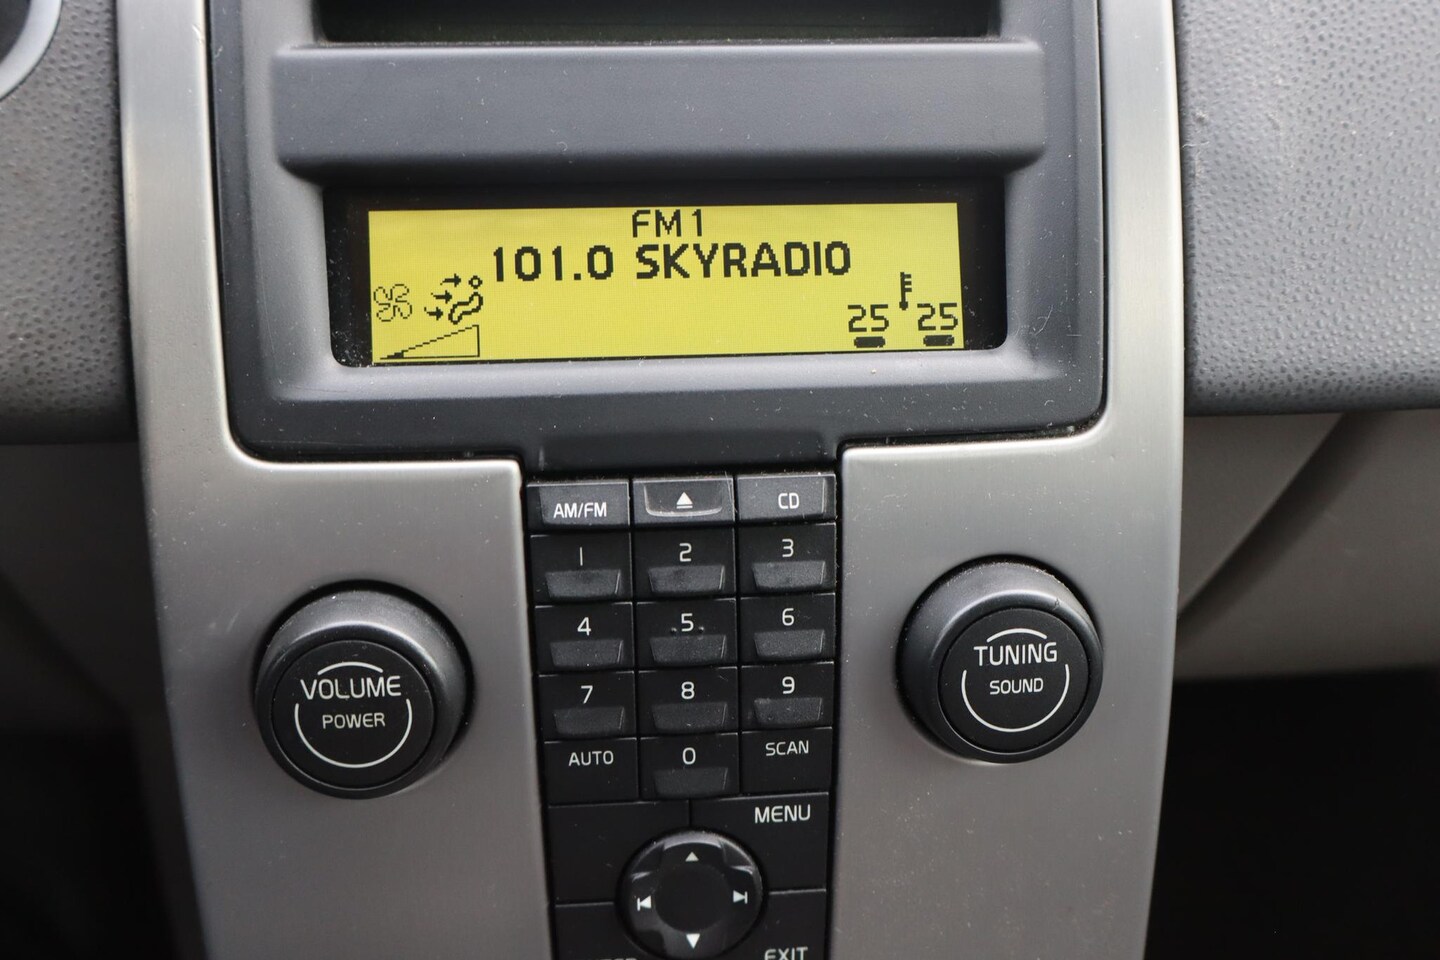 FM1
101.0 SKYRADIO
25 25
AM/FM CD
1 2 3
4 5 6
7 8 9
AUTO 0 SCAN
VOLUME
POWER
TUNING
SOUND
MENU
EXIT